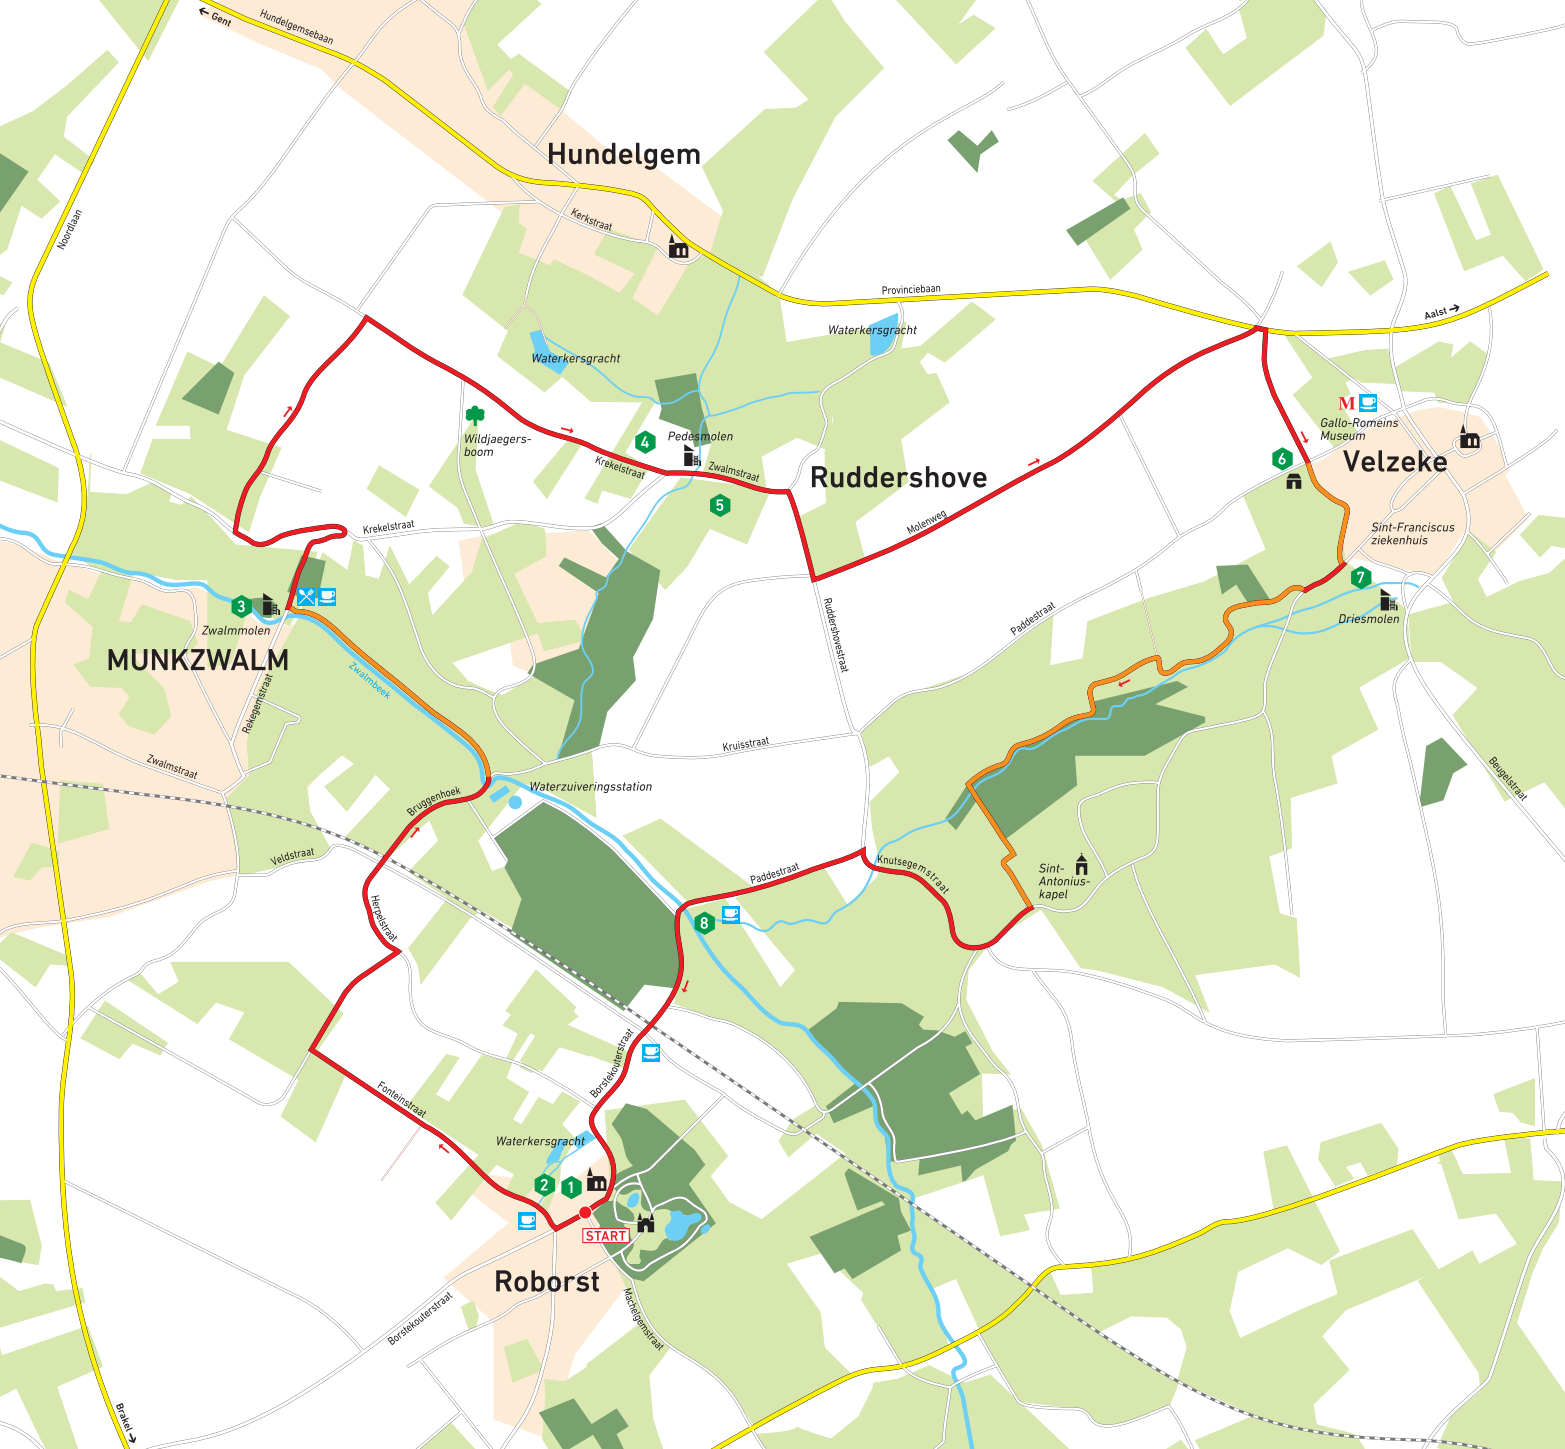 ← Gent
Hundelgemsebaan
Hundelgem
Noordlaan
Kerkstraat
Provinciebaan
Aalst →
Waterkersgracht
Waterkersgracht
M
Gallo-Romeins
Museum
Wildjaegers-
boom
4
Pedesmolen
Krekelstraat
Zwalmstraat
5
Ruddershove
6
Velzeke
Molenweg
Krekelstraat
Sint-Franciscus
ziekenhuis
7
Driesmolen
3
Zwalmmolen
MUNKZWALM
Zwalmbeek
Rekegemstraat
Ruddershovestraat
Paddestraat
Zwalmstraat
Kruisstraat
Beugelstraat
Bruggenhoek
Waterzuiveringsstation
Veldstraat
Paddestraat
Knutsegemstraat
Sint-
Antonius-
kapel
Herpelstraat
8
Borstekouterstraat
Fonteinstraat
Waterkersgracht
2
1
START
Roborst
Borstekouterstraat
Machelgemstraat
Brakel →